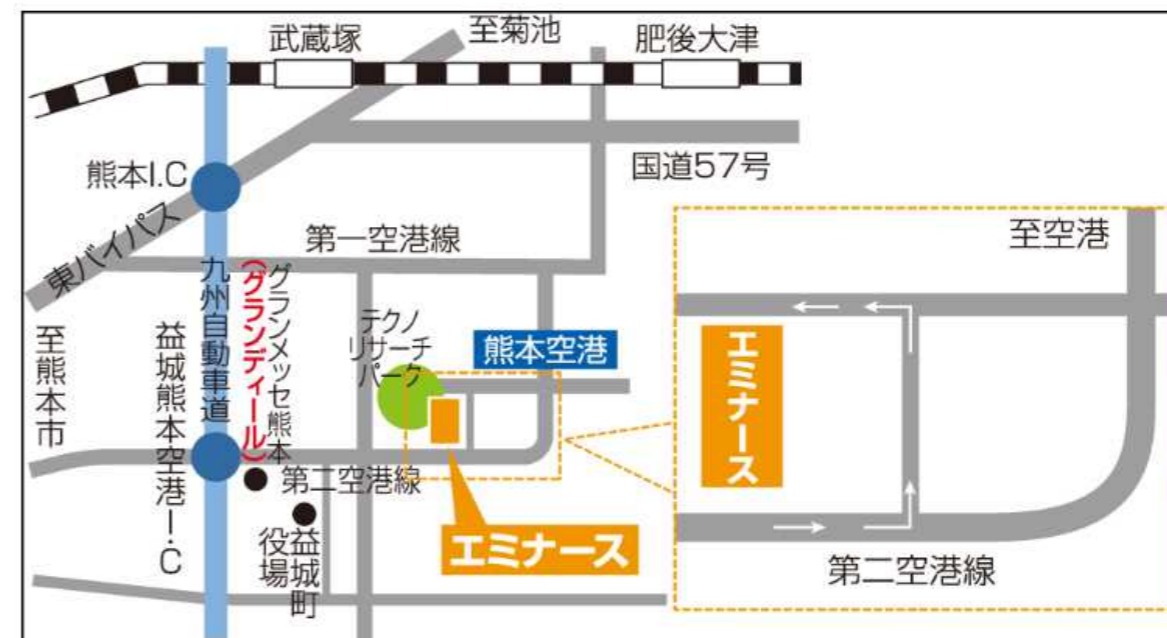 武蔵塚
至菊池
肥後大津
熊本I.C
国道57号
東バイパス
第一空港線
至空港
九州自動車道
(グランディール)
グランメッセ熊本
テクノ
リサーチ
パーク
熊本空港
至熊本市
益城熊本空港I・C
エミナース
第二空港線
エミナース
益城町
役場
第二空港線